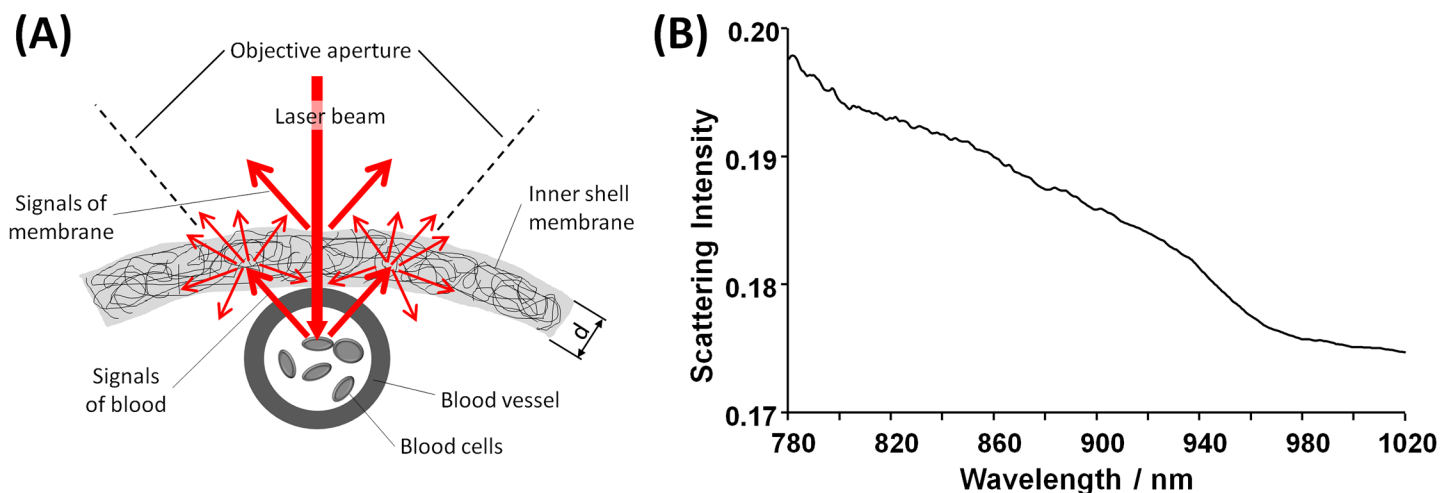 (A)
Objective aperture
Laser beam
Signals of
membrane
Inner shell
membrane
d
Signals
of blood
Blood vessel
Blood cells
(B)
Scattering Intensity
0.20
0.19
0.18
0.17
780 820 860 900 940 980 1020
Wavelength / nm